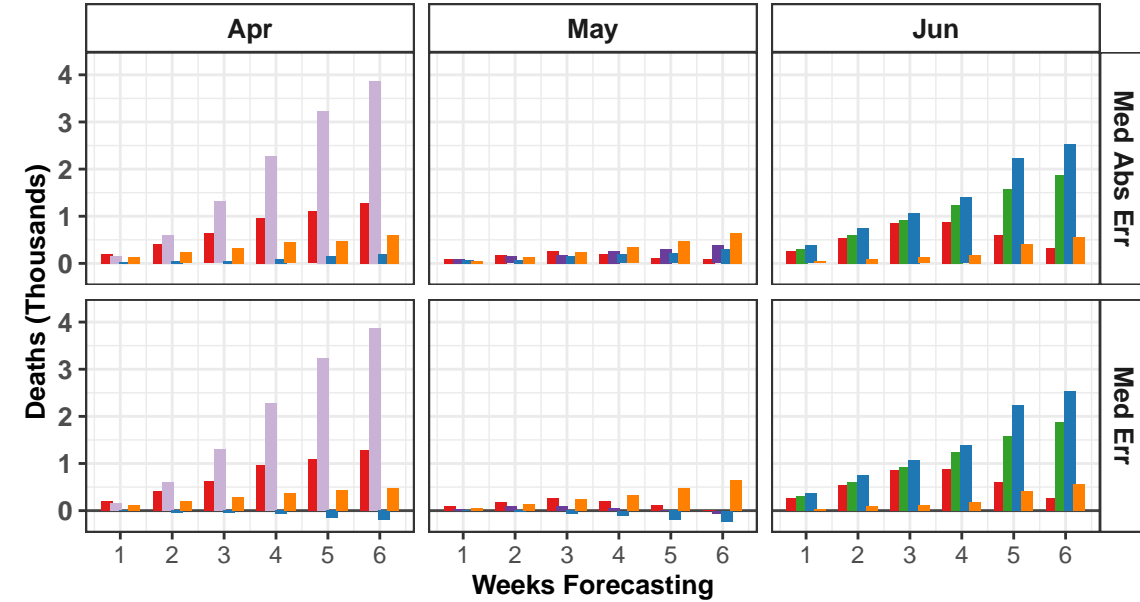 Apr
May
Jun
4
3
2
1
0
Med Abs Err
4
3
2
1
0
Med Err
Deaths (Thousands)
1 2 3 4 5 6
1 2 3 4 5 6
1 2 3 4 5 6
Weeks Forecasting